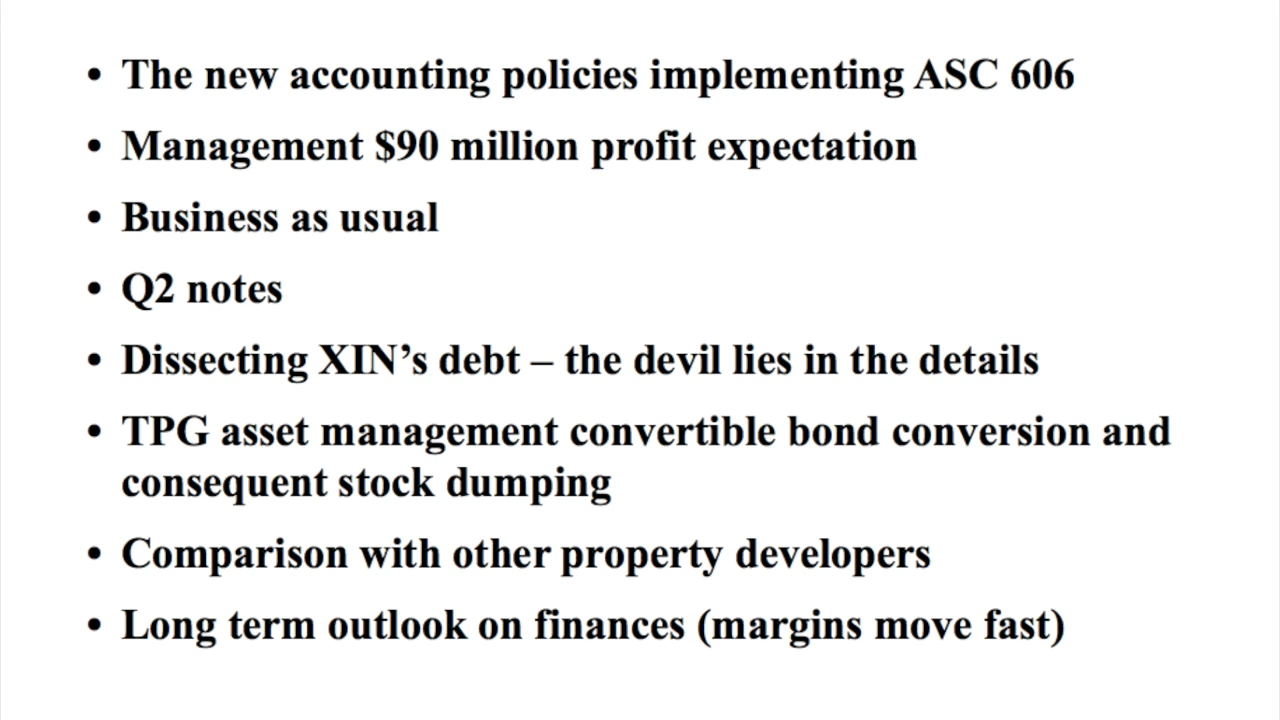 • The new accounting policies implementing ASC 606
• Management $90 million profit expectation
• Business as usual
• Q2 notes
• Dissecting XIN’s debt – the devil lies in the details
• TPG asset management convertible bond conversion and
consequent stock dumping
• Comparison with other property developers
• Long term outlook on finances (margins move fast)